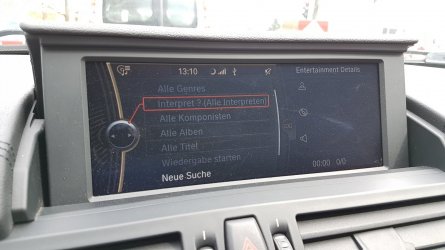 13:10
Entertainment Details
Alle Genres
Interpret ? (Alle Interpreten)
Alle Komponisten
Alle Alben
Alle Titel
Wiedergabe starten
00:00 0/0
Neue Suche